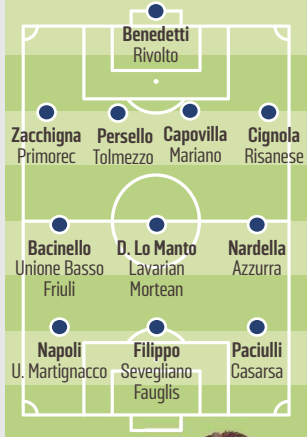 Benedetti
Rivolto
Zacchigna
Primorec
Persello
Tolmezzo
Capovilla
Mariano
Cignola
Risanese
Bacinello
Unione Basso
Friuli
D. Lo Manto
Lavarian
Mortean
Nardella
Azzurra
Napoli
U. Martignacco
Filippo
Sevegliano
Fauglis
Paciulli
Casarsa